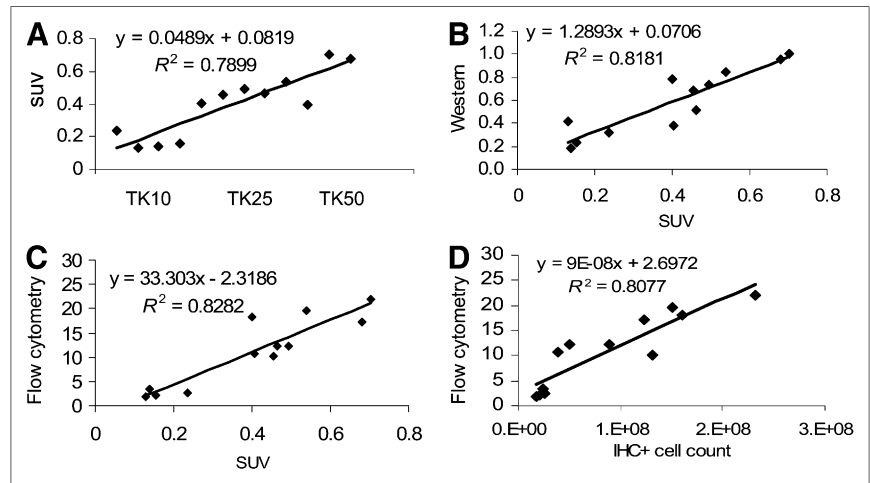 A
y = 0.0489x + 0.0819
R² = 0.7899
suv
0.8
0.6
0.4
0.2
0
TK10 TK25 TK50
B
y = 1.2893x + 0.0706
R² = 0.8181
Western
1.2
1.0
0.8
0.6
0.4
0.2
0.0
0 0.2 0.4 0.6 0.8
SUV
C
y = 33.303x - 2.3186
R² = 0.8282
Flow cytometry
30
25
20
15
10
5
0
0 0.2 0.4 0.6 0.8
SUV
D
y = 9E-08x + 2.6972
R² = 0.8077
Flow cytometry
30
25
20
15
10
5
0
0.E+00 1.E+08 2.E+08 3.E+08
IHC+ cell count